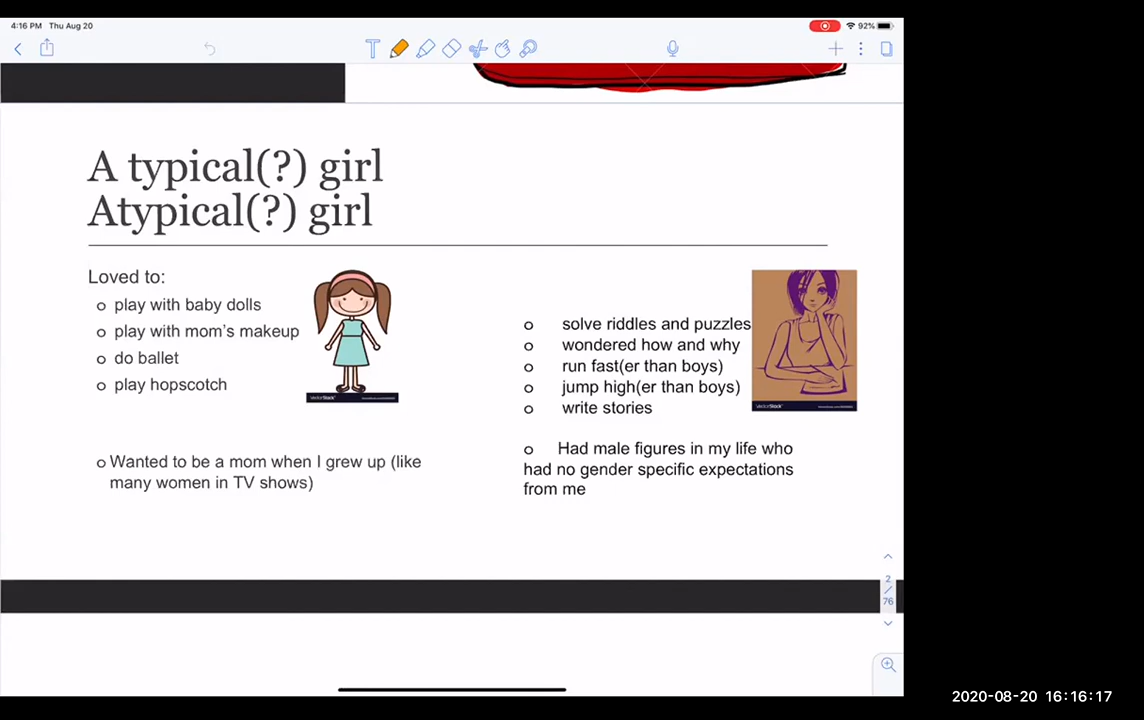 4:16 PM Thu Aug 20
92%
A typical(?) girl
Atypical(?) girl
Loved to:
o play with baby dolls
o play with mom's makeup
o do ballet
o play hopscotch
o Wanted to be a mom when I grew up (like
many women in TV shows)
VectorStock
o solve riddles and puzzles
o wondered how and why
o run fast(er than boys)
o jump high(er than boys)
o write stories
o Had male figures in my life who
had no gender specific expectations
from me
VectorStock
2
/
76
2020-08-20 16:16:17